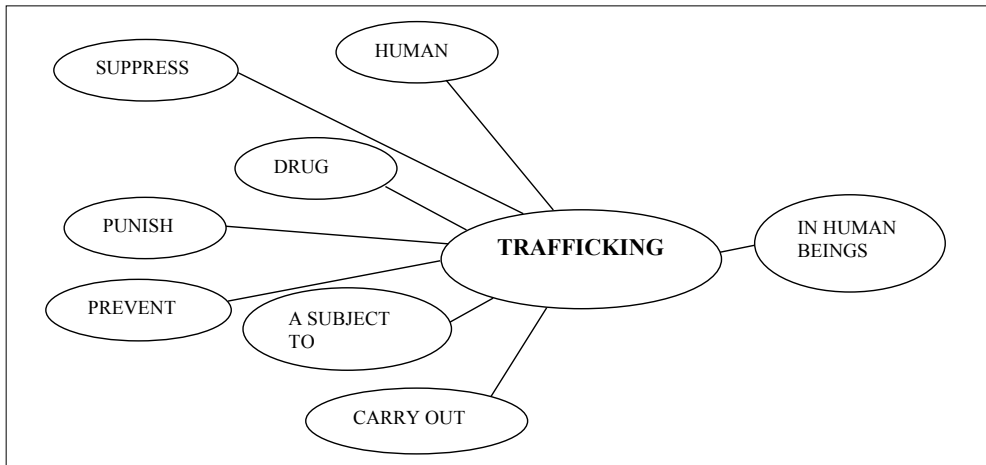 HUMAN
SUPPRESS
DRUG
PUNISH
TRAFFICKING
IN HUMAN
BEINGS
PREVENT
A SUBJECT
TO
CARRY OUT